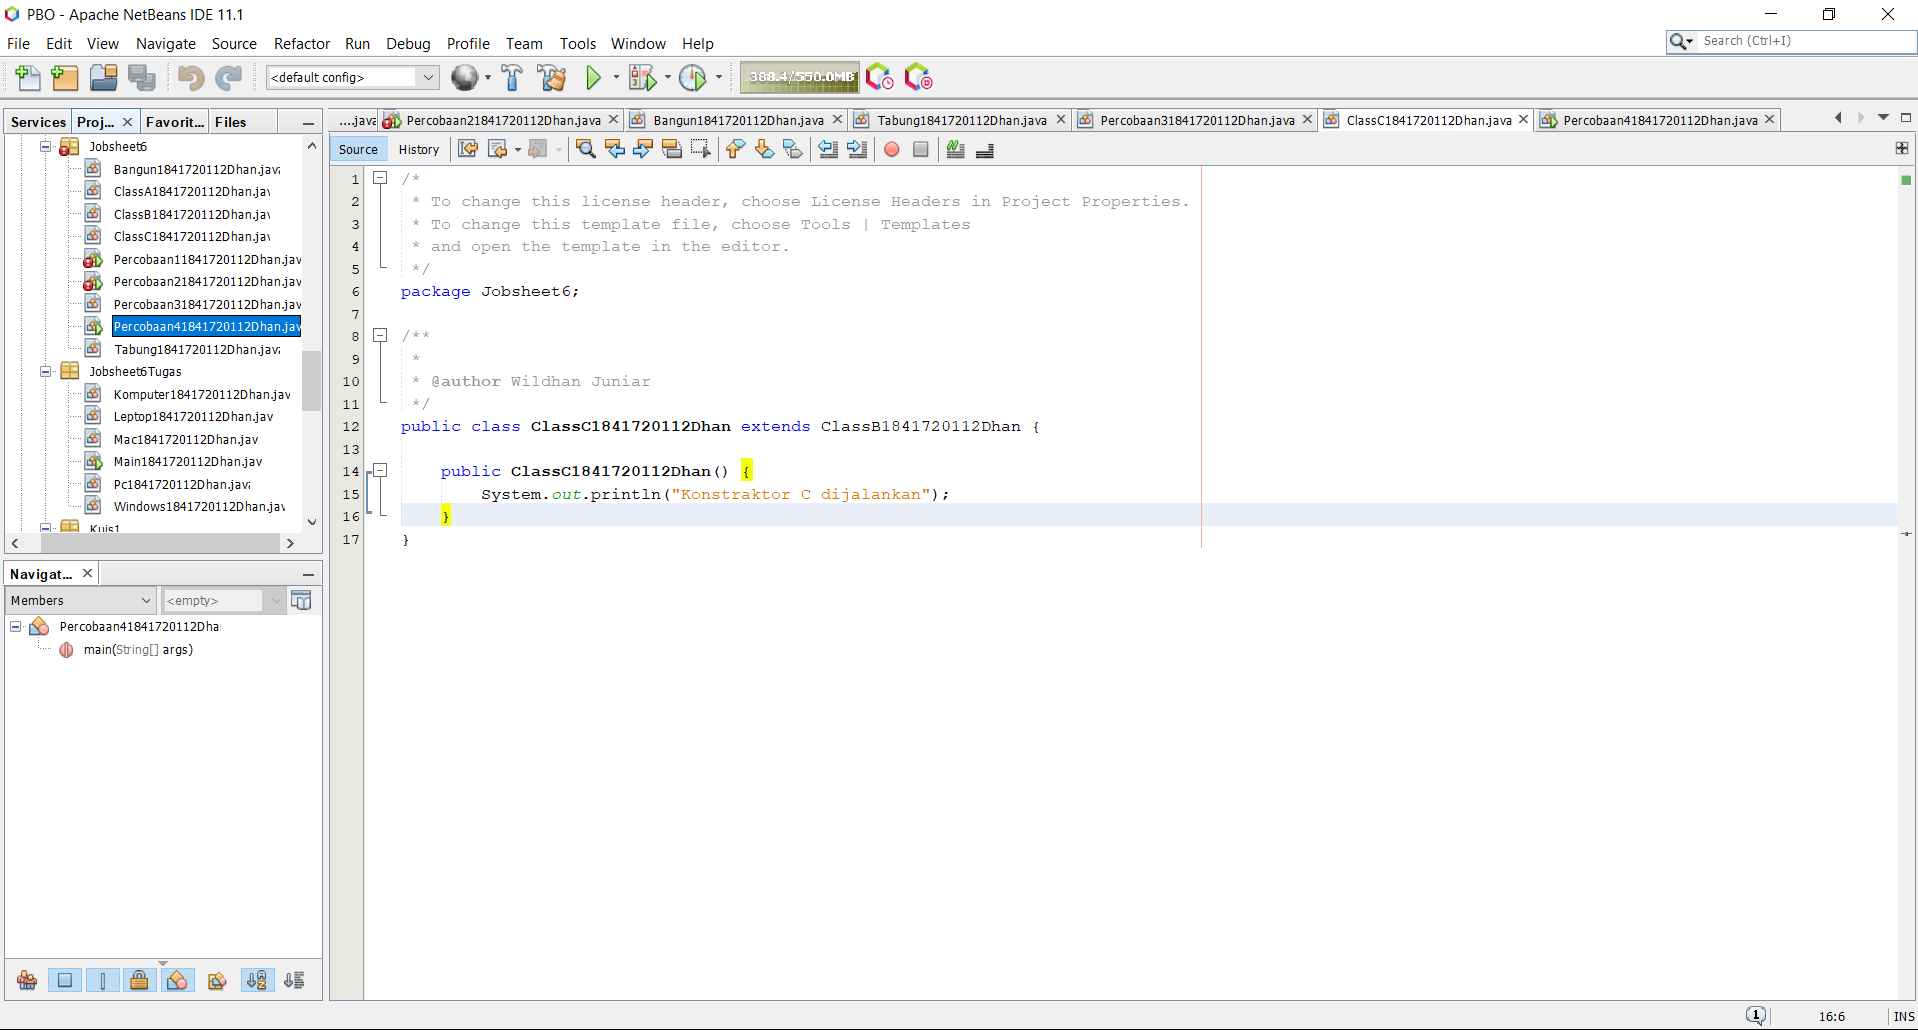 PBO - Apache NetBeans IDE 11.1
File Edit View Navigate Source Refactor Run Debug Profile Team Tools Window Help
Search (Ctrl+I)
<default config>
388.4/550.0MB
Services Proj... Favorit... Files
....java Percobaan21841720112Dhan.java Bangun1841720112Dhan.java Tabung1841720112Dhan.java Percobaan31841720112Dhan.java ClassC1841720112Dhan.java Percobaan41841720112Dhan.java
Source History
Jobsheet6
Bangun1841720112Dhan.java
ClassA1841720112Dhan.jav
ClassB1841720112Dhan.jav
ClassC1841720112Dhan.jav
Percobaan11841720112Dhan.jav
Percobaan21841720112Dhan.jav
Percobaan31841720112Dhan.jav
Percobaan41841720112Dhan.jav
Tabung1841720112Dhan.java
Jobsheet6Tugas
Komputer1841720112Dhan.jav
Leptop1841720112Dhan.jav
Mac1841720112Dhan.jav
Main1841720112Dhan.jav
Pc1841720112Dhan.java
Windows1841720112Dhan.jav
Kuis1
Navigat...
Members <empty>
Percobaan41841720112Dha
main(String[] args)
1 /*
2 * To change this license header, choose License Headers in Project Properties.
3 * To change this template file, choose Tools | Templates
4 * and open the template in the editor.
5 */
6 package Jobsheet6;
7
8 /**
9 *
10 * @author Wildhan Juniar
11 */
12 public class ClassC1841720112Dhan extends ClassB1841720112Dhan {
13
14 public ClassC1841720112Dhan() {
15 System.out.println("Konstraktor C dijalankan");
16 }
17 }
1 16:6 INS